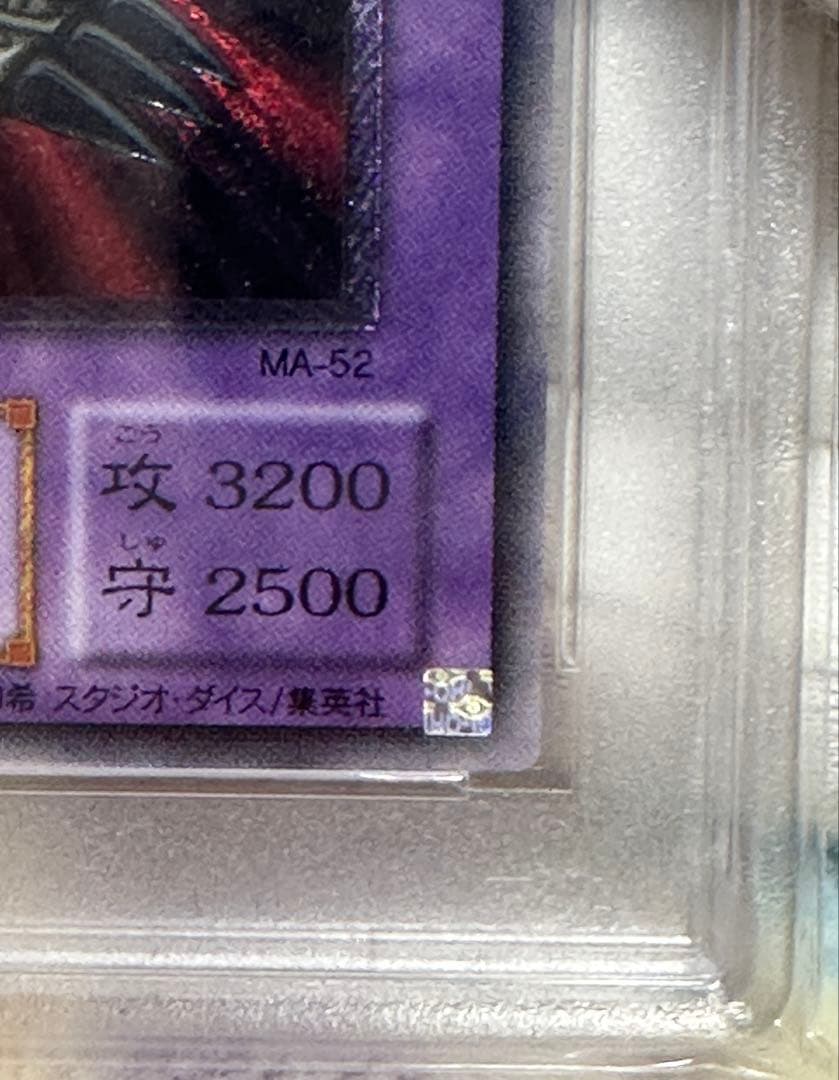 MA-52
こう
攻 3200
しゅ
守 2500
希 スタジオ・ダイス/集英社